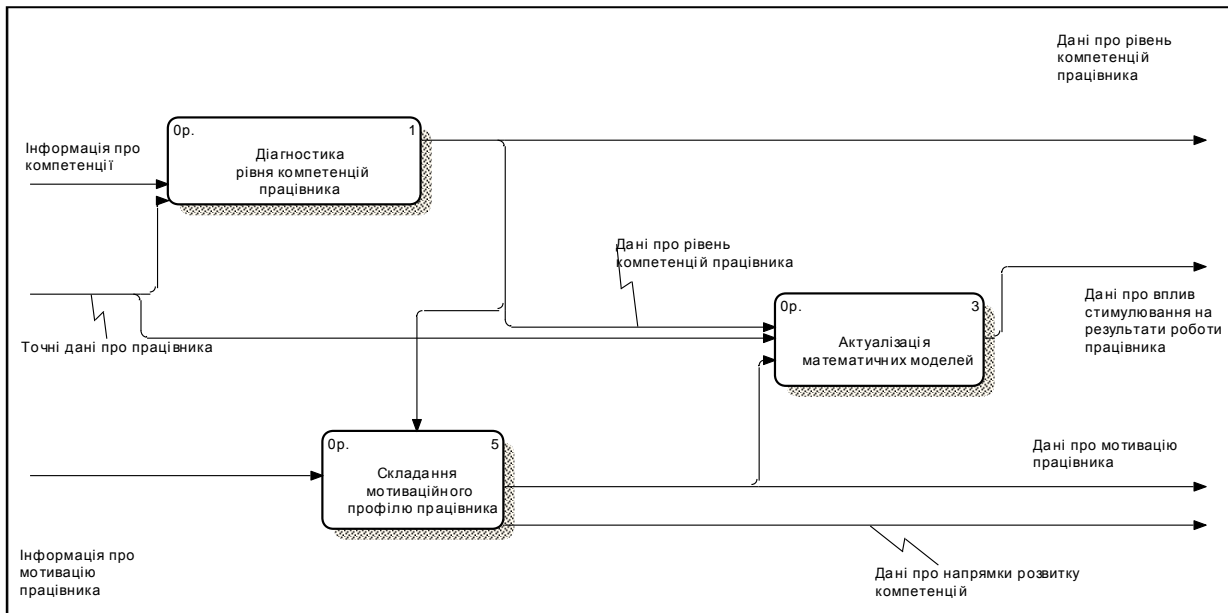 Дані про рівень
компетенцій
працівника
0р. 1
Діагностика
рівня компетенцій
працівника
Інформація про
компетенції
Дані про рівень
компетенцій працівника
Дані про вплив
стимулювання на
результати роботи
працівника
0р. 3
Актуалізація
математичних моделей
Точні дані про працівника
0р. 5
Складання
мотиваційного
профілю працівника
Дані про мотивацію
працівника
Інформація про
мотивацію
працівника
Дані про напрямки розвитку
компетенцій